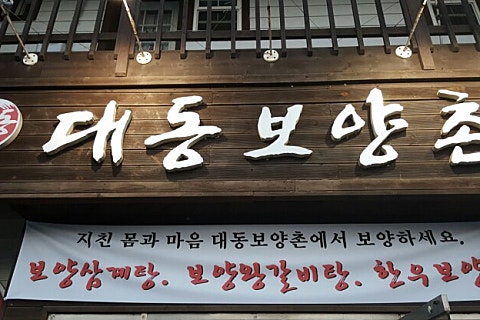 대동보양촌
지친 몸과 마음 대동보양촌에서 보양하세요.
보양삼계탕. 보양왕갈비탕. 한우보양